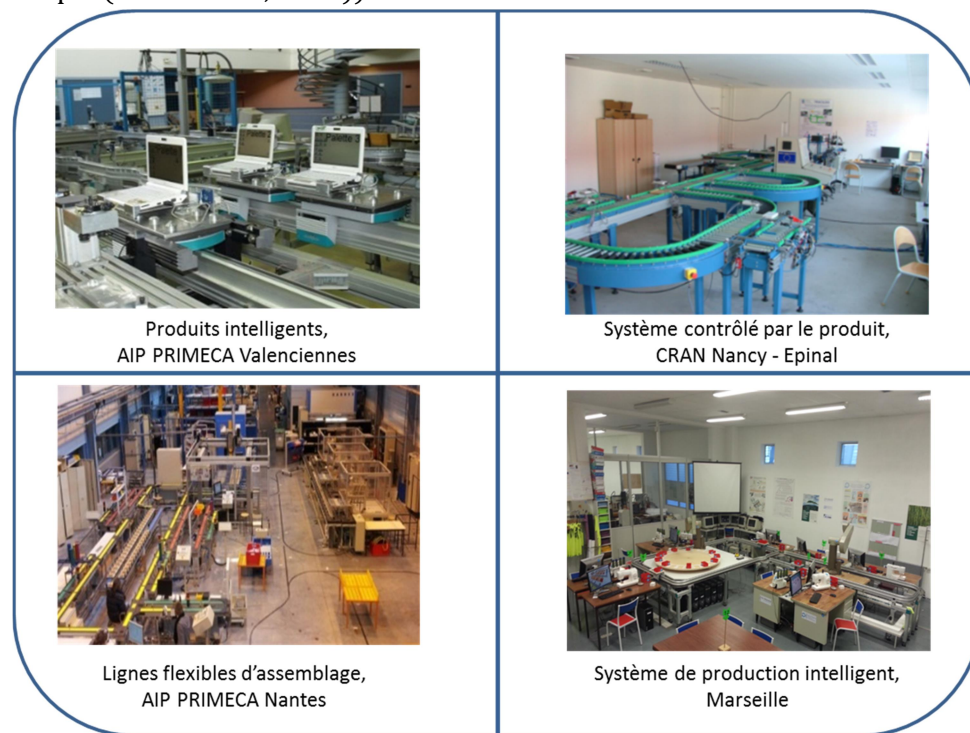 Produits intelligents,
AIP PRIMECA Valenciennes
Système contrôlé par le produit,
CRAN Nancy - Epinal
Lignes flexibles d’assemblage,
AIP PRIMECA Nantes
Système de production intelligent,
Marseille